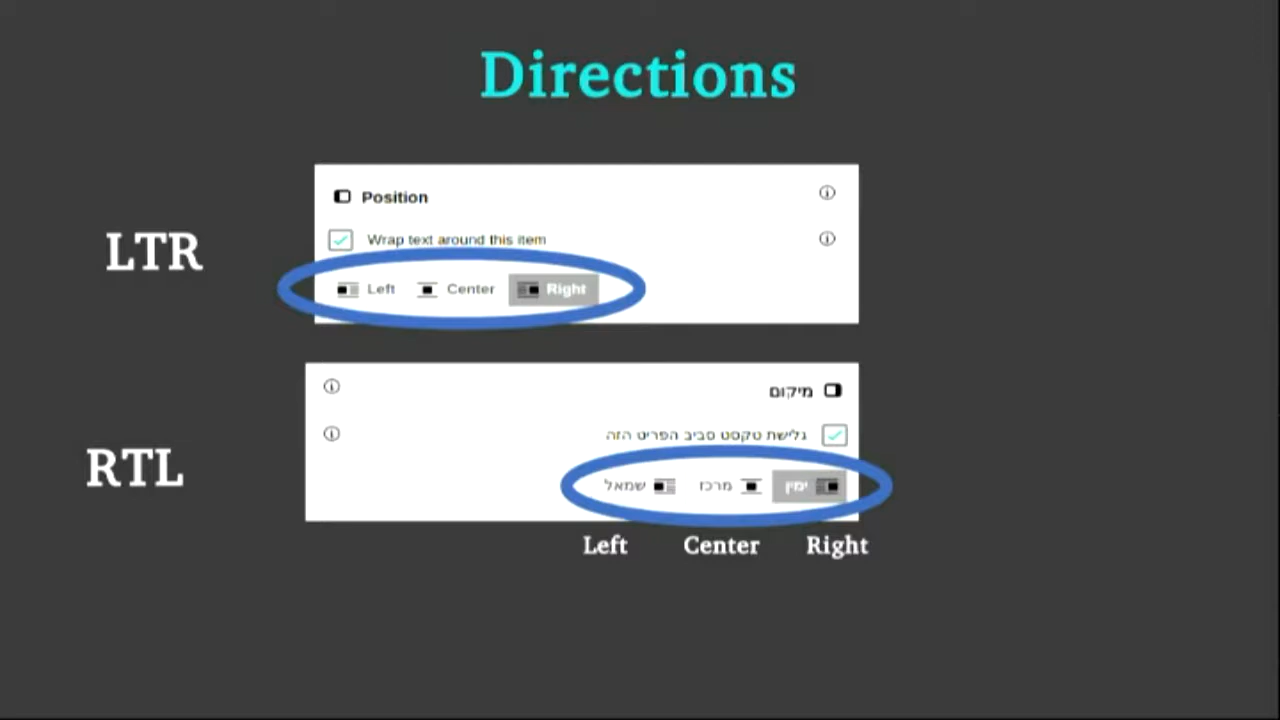 Directions
LTR
Position
Wrap text around this item
Left Center Right
RTL
מיקום
גלישת טקסט סביב הפריט הזה
ימין מרכז שמאל
Left Center Right